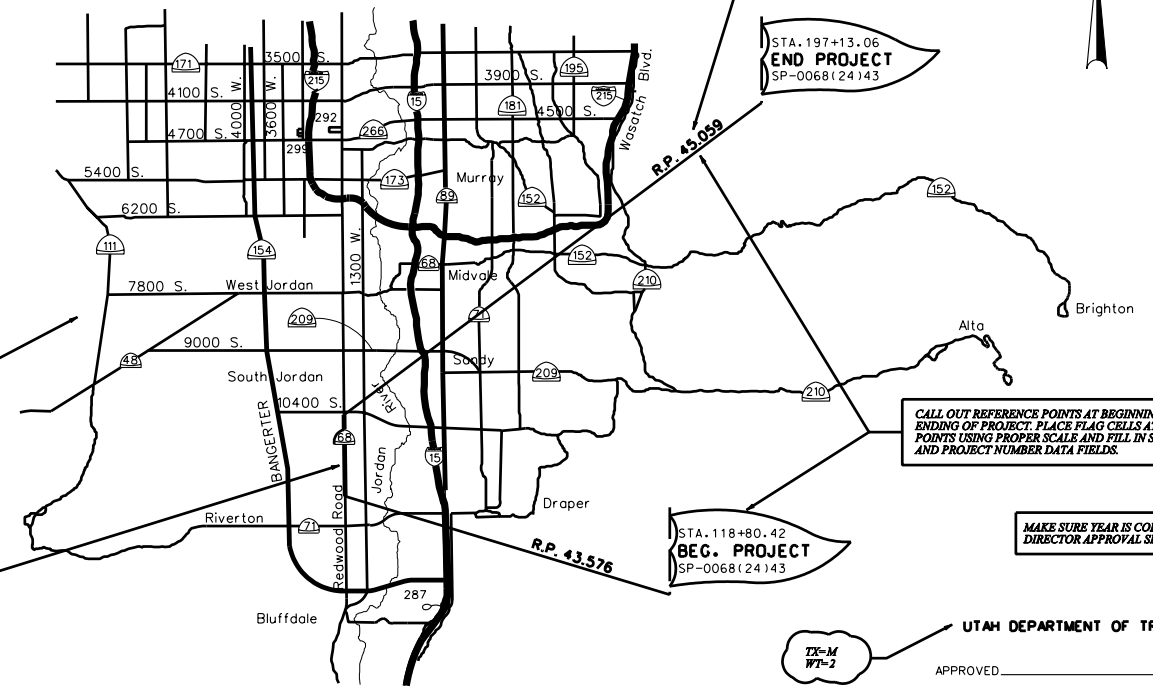 STA.197+13.06
END PROJECT
SP-0068(24)43
171
3500 S.
215
195
3900 S.
15
215
Wasatch Blvd.
4100 S.
4000 W.
3600 W.
181
4500 S.
292
266
4700 S.
299
R.P. 45.059
5400 S.
173
Murray
89
152
152
6200 S.
111
154
1300 W.
68
152
Midvale
210
7800 S.
West Jordan
Brighton
209
71
Alta
9000 S.
48
Sandy
209
South Jordan
River
210
10400 S.
BANGERTER
68
Jordan
15
CALL OUT REFERENCE POINTS AT BEGINNIN
ENDING OF PROJECT. PLACE FLAG CELLS AT
POINTS USING PROPER SCALE AND FILL IN S
AND PROJECT NUMBER DATA FIELDS.
Redwood Road
Draper
Riverton
71
R.P. 43.576
STA.118+80.42
BEG. PROJECT
SP-0068(24)43
MAKE SURE YEAR IS CO
DIRECTOR APPROVAL S
287
Bluffdale
UTAH DEPARTMENT OF TR
TX=M
WT=2
APPROVED